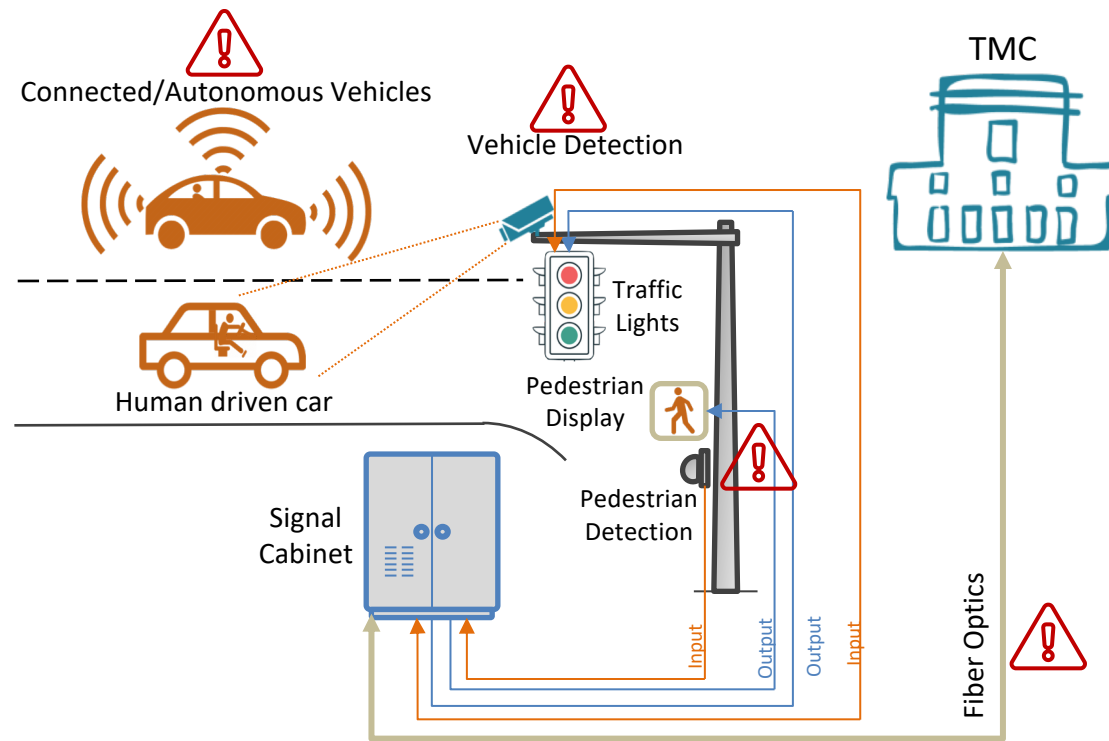 TMC
Connected/Autonomous Vehicles
Vehicle Detection
Traffic
Lights
Pedestrian
Display
Human driven car
Pedestrian
Detection
Signal
Cabinet
Input
Output
Output
Input
Fiber Optics